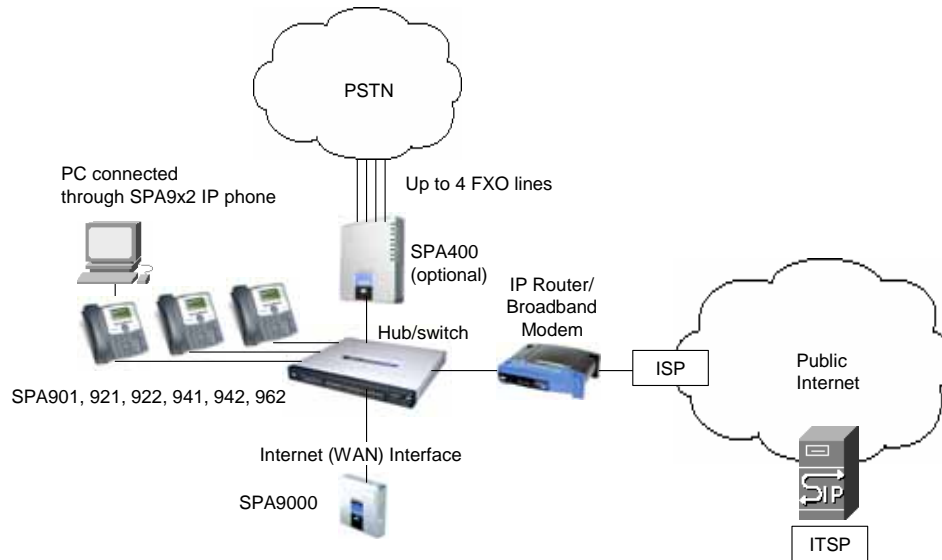 PSTN
PC connected
through SPA9x2 IP phone
Up to 4 FXO lines
SPA400
(optional)
IP Router/
Broadband
Modem
Hub/switch
ISP
Public
Internet
SPA901, 921, 922, 941, 942, 962
Internet (WAN) Interface
SPA9000
SIP
ITSP